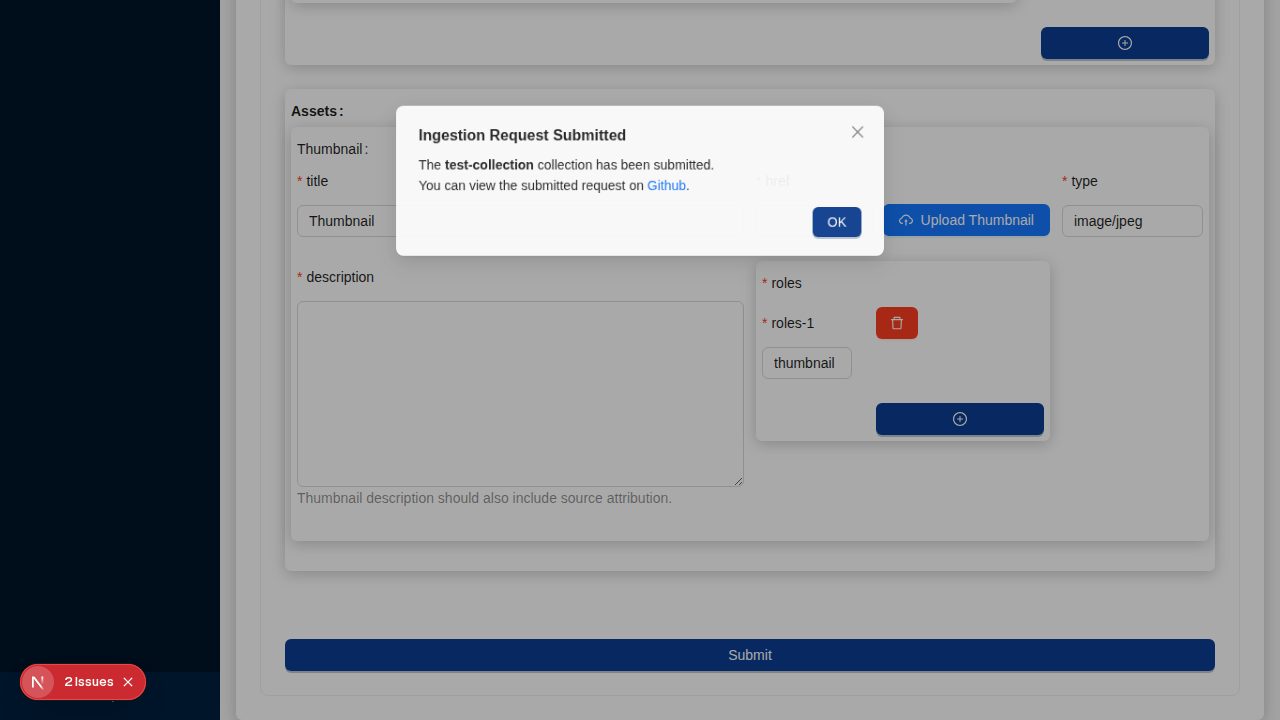 Assets:
Ingestion Request Submitted
The test-collection collection has been submitted.
You can view the submitted request on Github.
OK
Thumbnail:
* title
* href
* type
Thumbnail
Upload Thumbnail
image/jpeg
* description
* roles
* roles-1
thumbnail
Thumbnail description should also include source attribution.
Submit
2 Issues